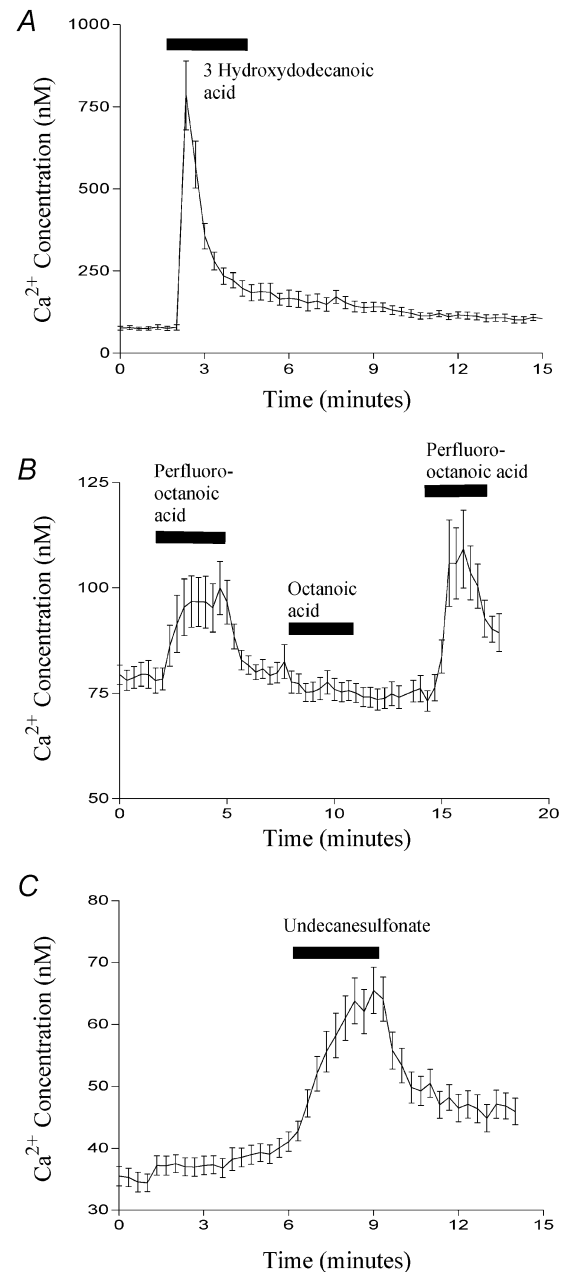 A
1000
3 Hydroxydodecanoic
acid
750
500
250
0
Ca2+ Concentration (nM)
0 3 6 9 12 15
Time (minutes)
B
Perfluoro-
octanoic
acid
Perfluoro-
octanoic acid
125
Octanoic
acid
100
75
50
Ca2+ Concentration (nM)
0 5 10 15 20
Time (minutes)
C
80
Undecanesulfonate
70
60
50
40
30
Ca2+ Concentration (nM)
0 3 6 9 12 15
Time (minutes)